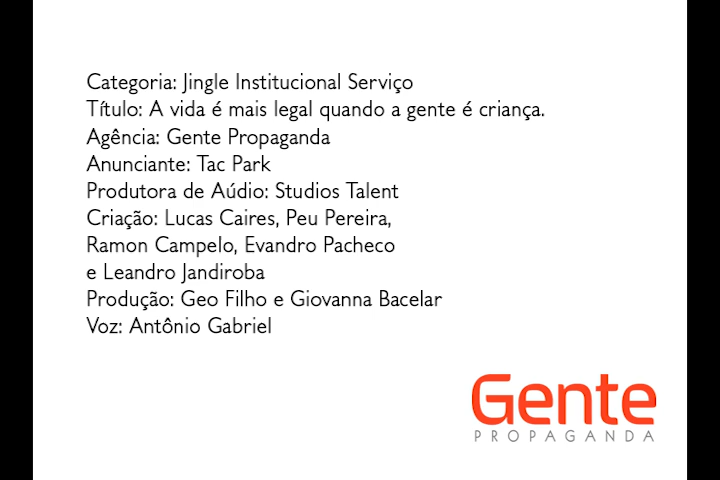 Categoria: Jingle Institucional Serviço
Título: A vida é mais legal quando a gente é criança.
Agência: Gente Propaganda
Anunciante: Tac Park
Produtora de Aúdio: Studios Talent
Criação: Lucas Caires, Peu Pereira,
Ramon Campelo, Evandro Pacheco
e Leandro Jandiroba
Produção: Geo Filho e Giovanna Bacelar
Voz: Antônio Gabriel
Gente
PROPAGANDA